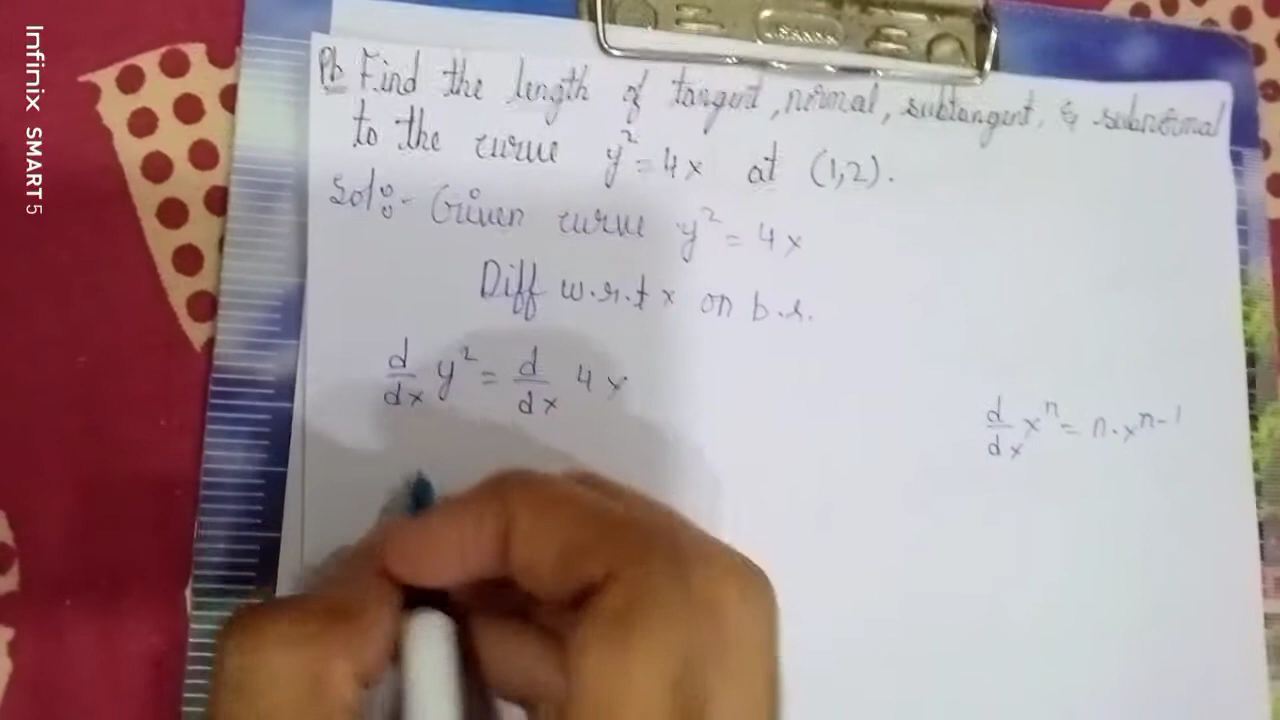 Infinix SMART 5
Pb Find the length of tangent, normal, subtangent, & subnormal
to the curve y² = 4x at (1,2).
Sol:- Given curve y² = 4x
Diff w.r.t x on b.s.
d/dx y² = d/dx 4x
d/dx xⁿ = n.xⁿ⁻¹